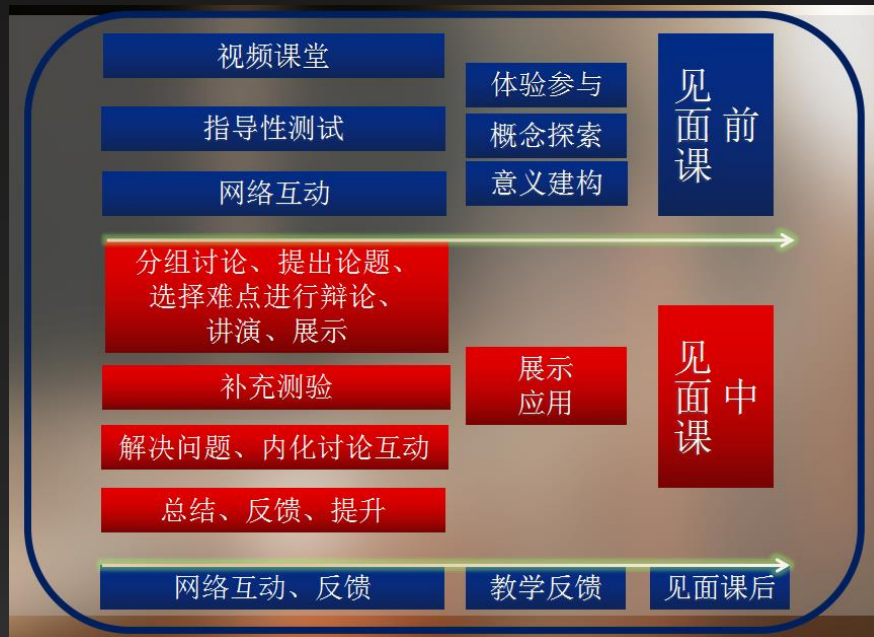 视频课堂
指导性测试
网络互动
体验参与
概念探索
意义建构
见面课
前
分组讨论、提出论题、
选择难点进行辩论、
讲演、展示
补充测验
解决问题、内化讨论互动
总结、反馈、提升
展示
应用
见面课
中
网络互动、反馈
教学反馈
见面课后